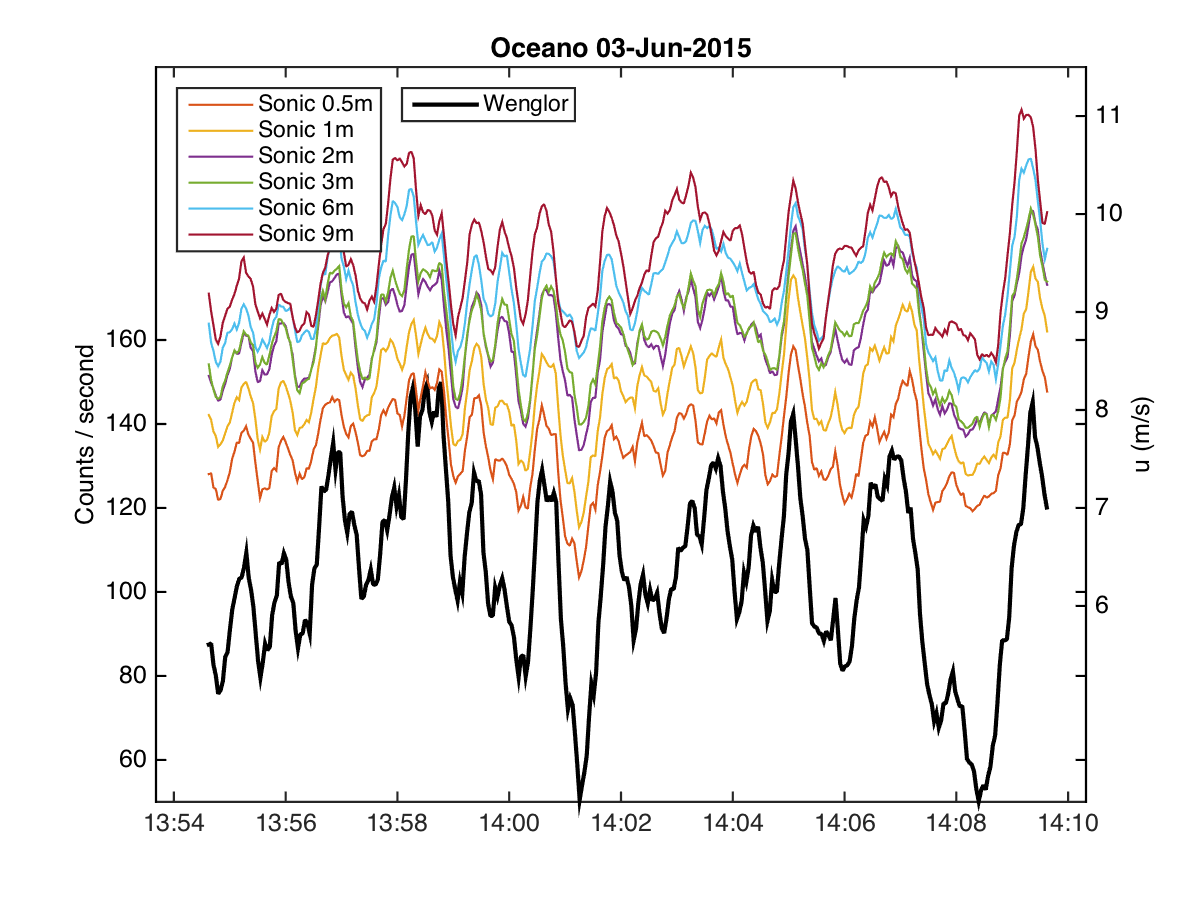 Oceano 03-Jun-2015
Sonic 0.5m
Sonic 1m
Sonic 2m
Sonic 3m
Sonic 6m
Sonic 9m
Wenglor
Counts / second
160
140
120
100
80
60
11
10
9
8
7
6
u (m/s)
13:54 13:56 13:58 14:00 14:02 14:04 14:06 14:08 14:10